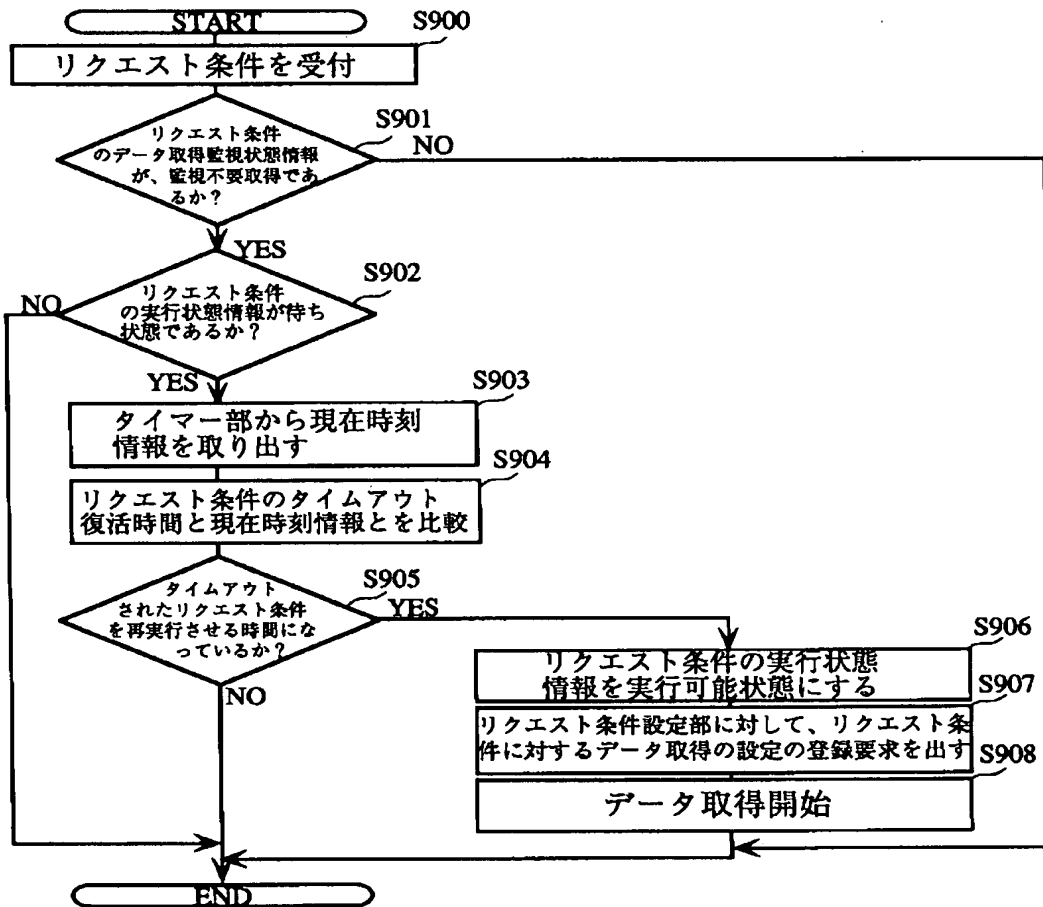 START
S900
リクエスト条件を受付
S901
リクエスト条件
のデータ取得監視状態情報
が、監視不要取得であ
るか?
NO
YES
S902
リクエスト条件
の実行状態情報が待ち
状態であるか?
NO
YES
S903
タイマー部から現在時刻
情報を取り出す
S904
リクエスト条件のタイムアウト
復活時間と現在時刻情報とを比較
S905
タイムアウト
されたリクエスト条件
を再実行させる時間にな
っているか?
YES
NO
S906
リクエスト条件の実行状態
情報を実行可能状態にする
S907
リクエスト条件設定部に対して、リクエスト条
件に対するデータ取得の設定の登録要求を出す
S908
データ取得開始
END